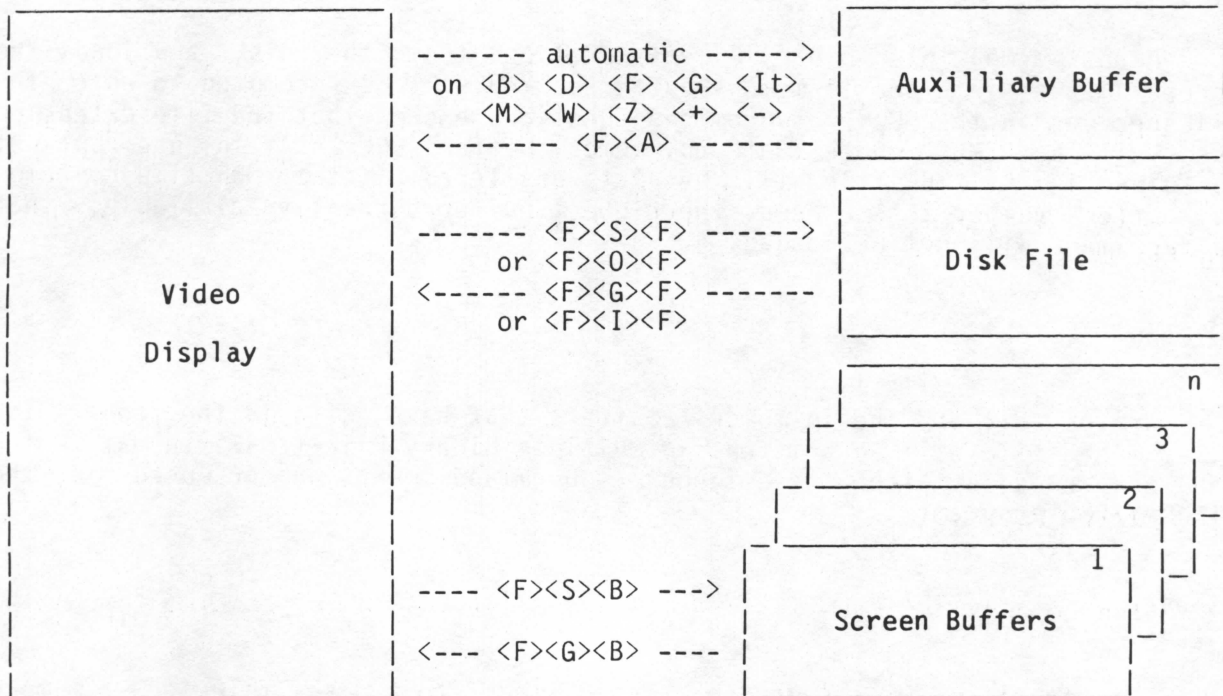 ------ automatic ------>
on <B> <D> <F> <G> <It>
<M> <W> <Z> <+> <->
<-------- <F><A> --------
Auxilliary Buffer
------ <F><S><F> ------->
or <F><O><F>
<------ <F><G><F> -------
or <F><I><F>
Disk File
Video
Display
n
3
2
1
---- <F><S><B> --->
<--- <F><G><B> ----
Screen Buffers